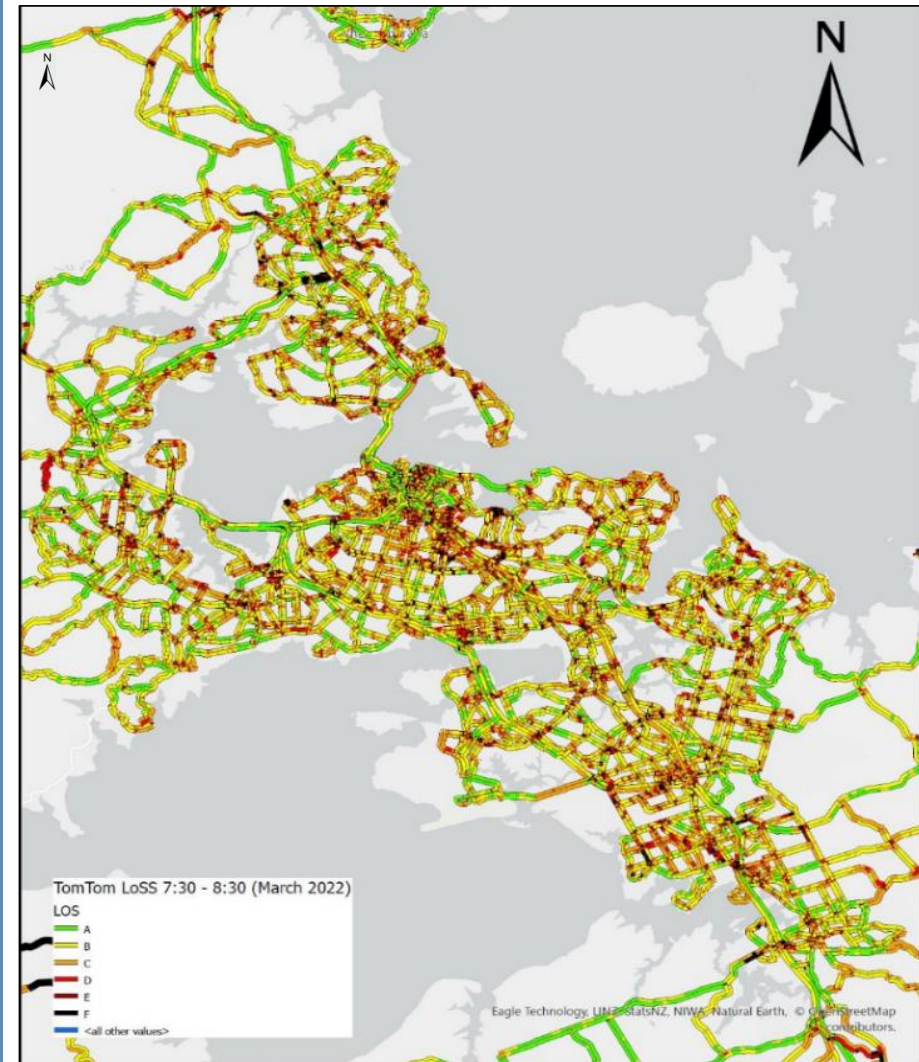 N
N
TomTom LoSS 7:30 - 8:30 (March 2022)
LOS
A
B
C
D
E
F
<all other values>
Eagle Technology, LINZ, StatsNZ, NIWA, Natural Earth, © OpenStreetMap
contributors.